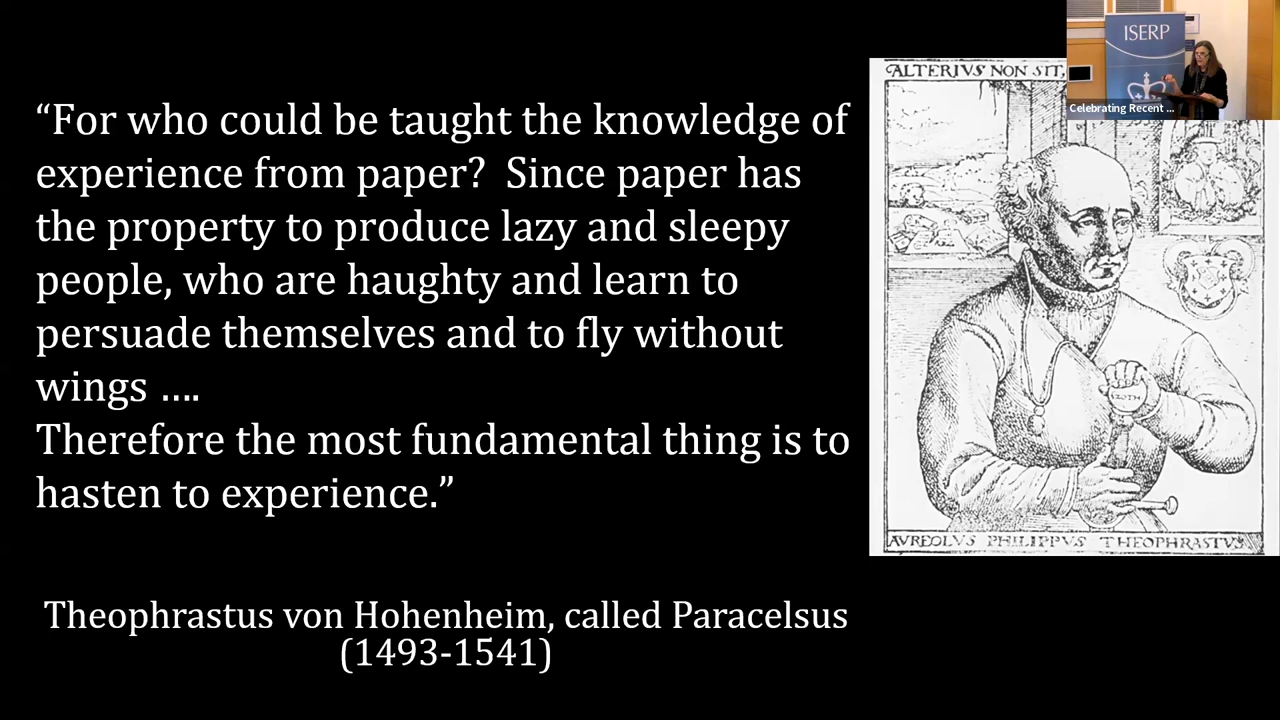 “For who could be taught the knowledge of
experience from paper?  Since paper has
the property to produce lazy and sleepy
people, who are haughty and learn to
persuade themselves and to fly without
wings ….
Therefore the most fundamental thing is to
hasten to experience.”
Theophrastus von Hohenheim, called Paracelsus
(1493-1541)
ALTERIVS NON SIT,
AVREOLVS PHILIPPVS THEOPHRASTVS
ISERP
Celebrating Recent ...